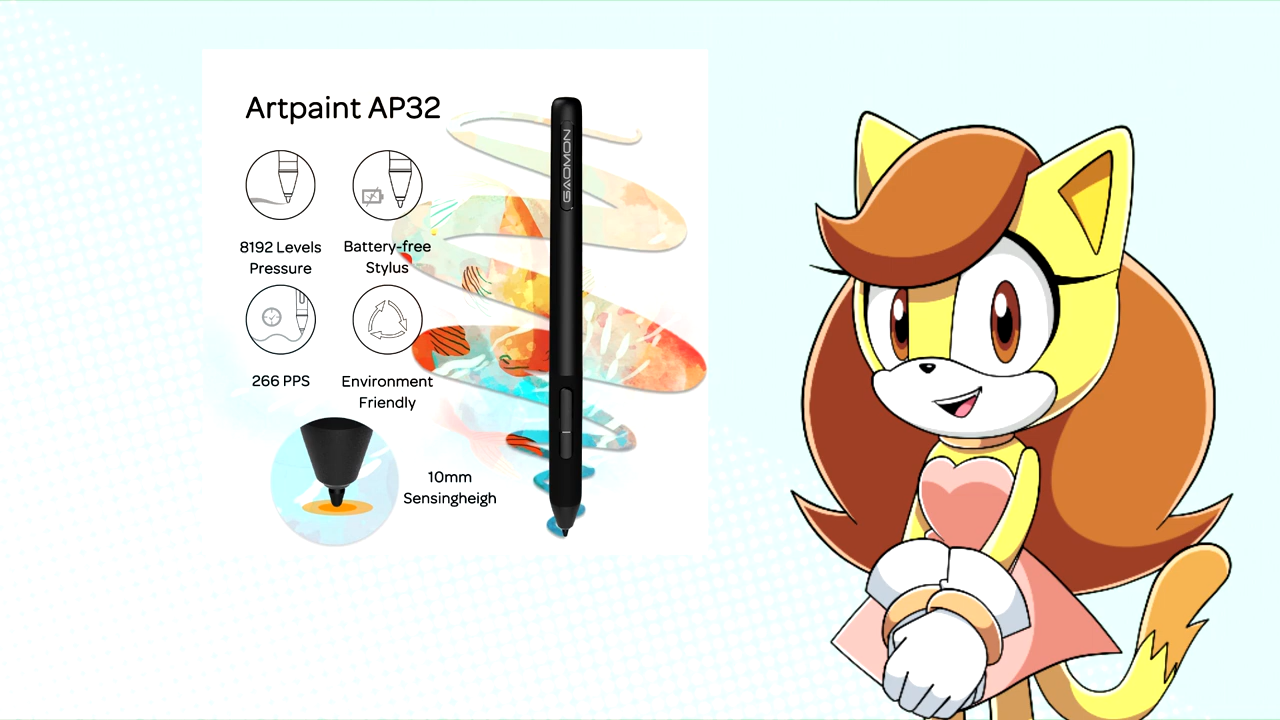 Artpaint AP32
GAOMON
8192 Levels
Pressure
Battery-free
Stylus
266 PPS
Environment
Friendly
10mm
Sensingheigh